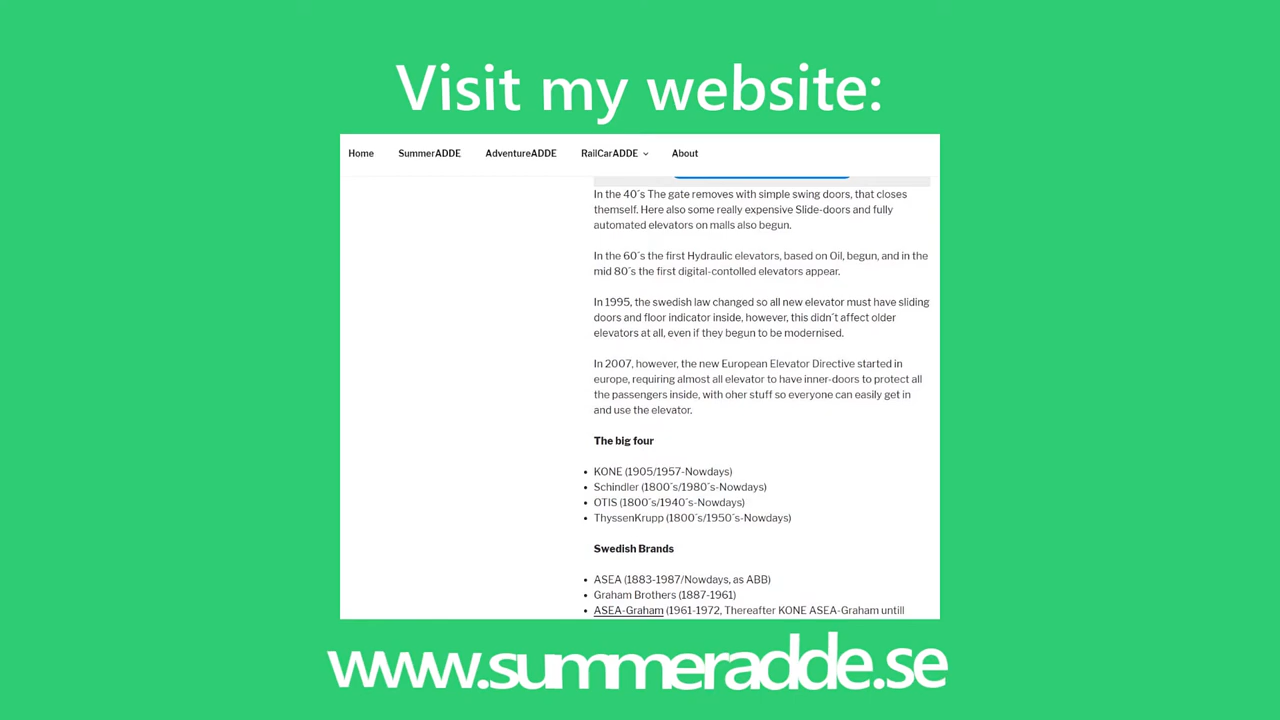 Visit my website:
Home SummerADDE AdventureADDE RailCarADDE About
In the 40´s The gate removes with simple swing doors, that closes
themself. Here also some really expensive Slide-doors and fully
automated elevators on malls also begun.
In the 60´s the first Hydraulic elevators, based on Oil, begun, and in the
mid 80´s the first digital-contolled elevators appear.
In 1995, the swedish law changed so all new elevator must have sliding
doors and floor indicator inside, however, this didn´t affect older
elevators at all, even if they begun to be modernised.
In 2007, however, the new European Elevator Directive started in
europe, requiring almost all elevator to have inner-doors to protect all
the passengers inside, with oher stuff so everyone can easily get in
and use the elevator.
The big four
• KONE (1905/1957-Nowdays)
• Schindler (1800´s/1980´s-Nowdays)
• OTIS (1800´s/1940´s-Nowdays)
• ThyssenKrupp (1800´s/1950´s-Nowdays)
Swedish Brands
• ASEA (1883-1987/Nowdays, as ABB)
• Graham Brothers (1887-1961)
• ASEA-Graham (1961-1972, Thereafter KONE ASEA-Graham untill
www.summeradde.se